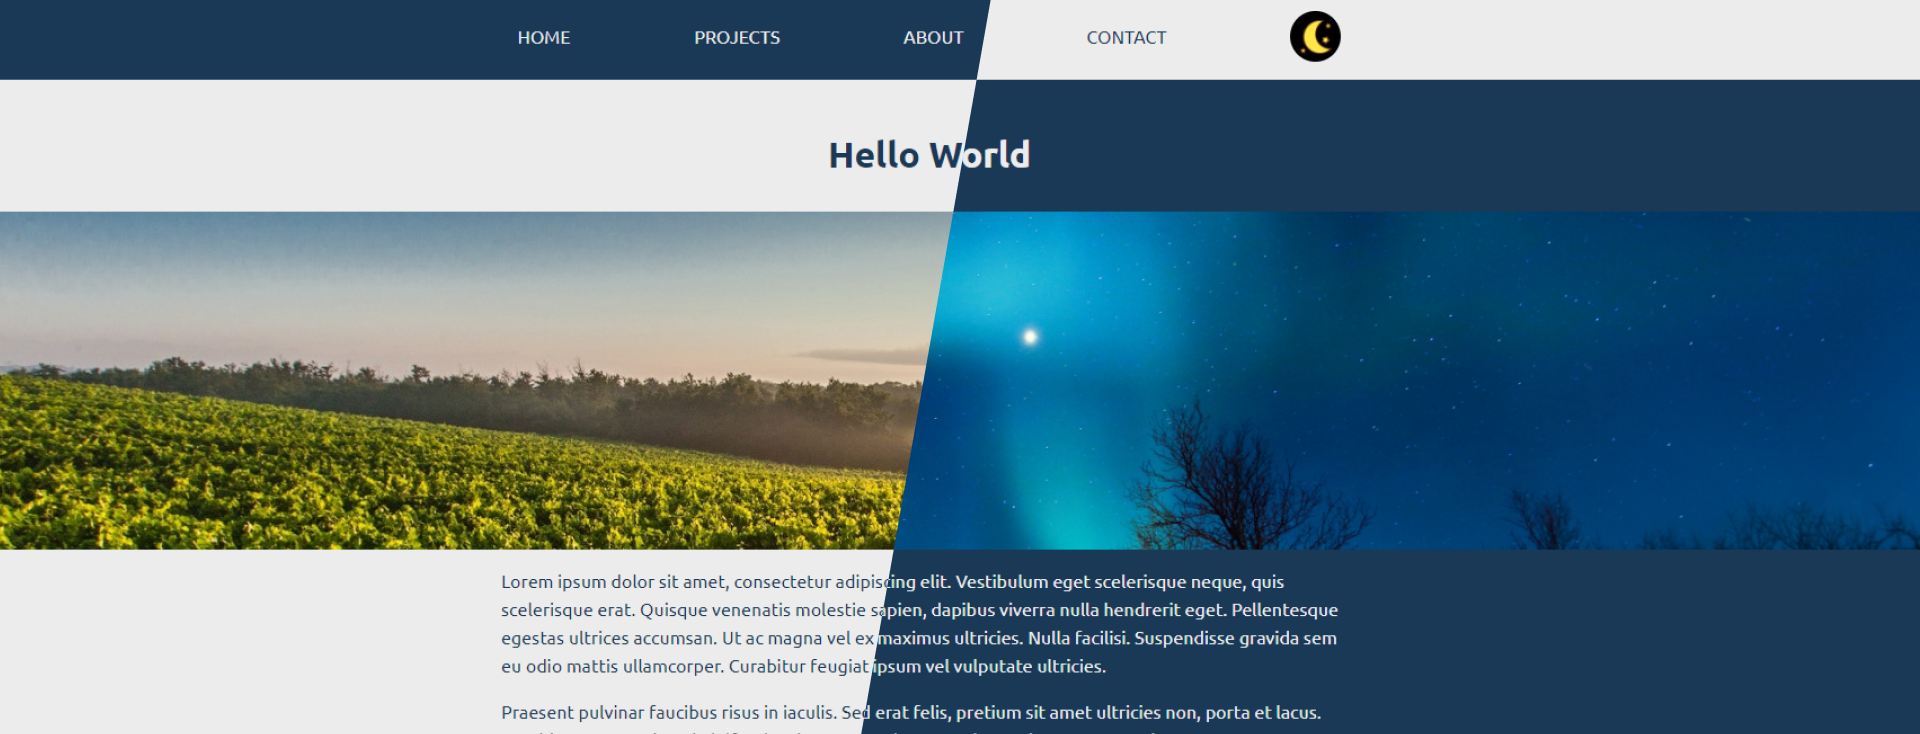 HOME PROJECTS ABOUT CONTACT
Hello World
Lorem ipsum dolor sit amet, consectetur adipiscing elit. Vestibulum eget scelerisque neque, quis
scelerisque erat. Quisque venenatis molestie sapien, dapibus viverra nulla hendrerit eget. Pellentesque
egestas ultrices accumsan. Ut ac magna vel ex maximus ultricies. Nulla facilisi. Suspendisse gravida sem
eu odio mattis ullamcorper. Curabitur feugiat ipsum vel vulputate ultricies.
Praesent pulvinar faucibus risus in iaculis. Sed erat felis, pretium sit amet ultricies non, porta et lacus.